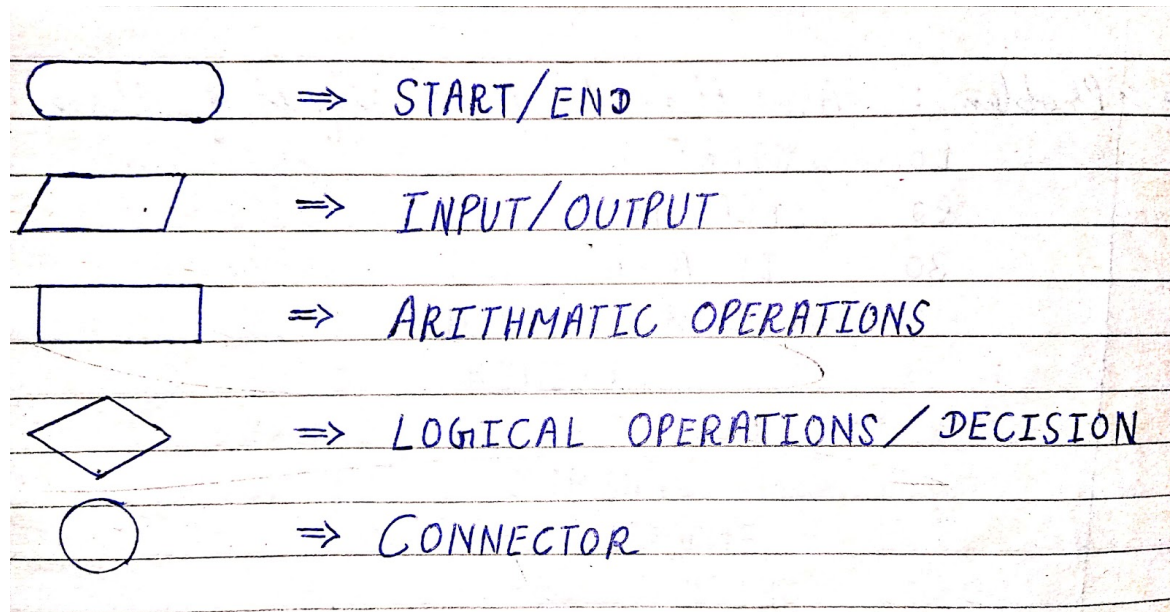 ⇒ START/END
⇒ INPUT/OUTPUT
⇒ ARITHMATIC OPERATIONS
⇒ LOGICAL OPERATIONS/DECISION
⇒ CONNECTOR